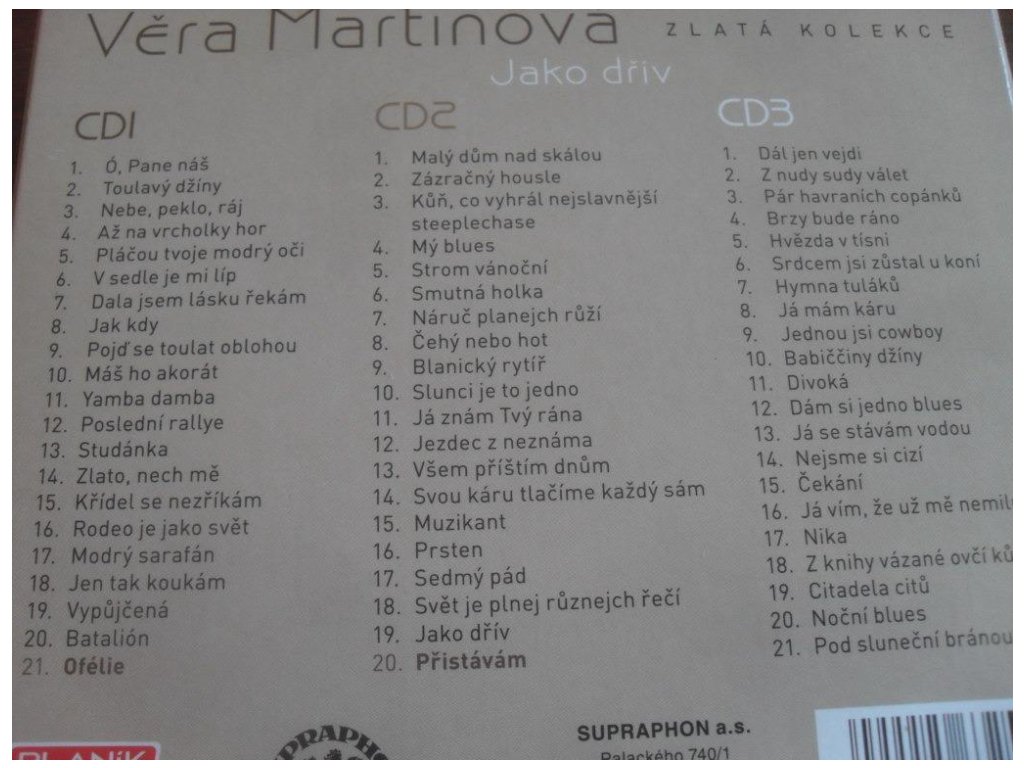 Věra Martinová ZLATÁ KOLEKCE
Jako dřív
CD1
1. Ó, Pane náš
2. Toulavý džíny
3. Nebe, peklo, ráj
4. Až na vrcholky hor
5. Pláčou tvoje modrý oči
6. V sedle je mi líp
7. Dala jsem lásku řekám
8. Jak kdy
9. Pojď se toulat oblohou
10. Máš ho akorát
11. Yamba damba
12. Poslední rallye
13. Studánka
14. Zlato, nech mě
15. Křídel se nezříkám
16. Rodeo je jako svět
17. Modrý sarafán
18. Jen tak koukám
19. Vypůjčená
20. Batalión
21. Ofélie
CD2
1. Malý dům nad skálou
2. Zázračný housle
3. Kůň, co vyhrál nejslavnější
steeplechase
4. Mý blues
5. Strom vánoční
6. Smutná holka
7. Náruč planejch růží
8. Čehý nebo hot
9. Blanický rytíř
10. Slunci je to jedno
11. Já znám Tvý rána
12. Jezdec z neznáma
13. Všem příštím dnům
14. Svou káru tlačíme každý sám
15. Muzikant
16. Prsten
17. Sedmý pád
18. Svět je plnej různejch řečí
19. Jako dřív
20. Přistávám
CD3
1. Dál jen vejdi
2. Z nudy sudy válet
3. Pár havraních copánků
4. Brzy bude ráno
5. Hvězda v tísni
6. Srdcem jsi zůstal u koní
7. Hymna tuláků
8. Já mám káru
9. Jednou jsi cowboy
10. Babiččiny džíny
11. Divoká
12. Dám si jedno blues
13. Já se stávám vodou
14. Nejsme si cizí
15. Čekání
16. Já vím, že už mě nemil
17. Nika
18. Z knihy vázané ovčí ků
19. Citadela citů
20. Noční blues
21. Pod sluneční bránou
SUPRAPHON a.s.
Palackého 740/1